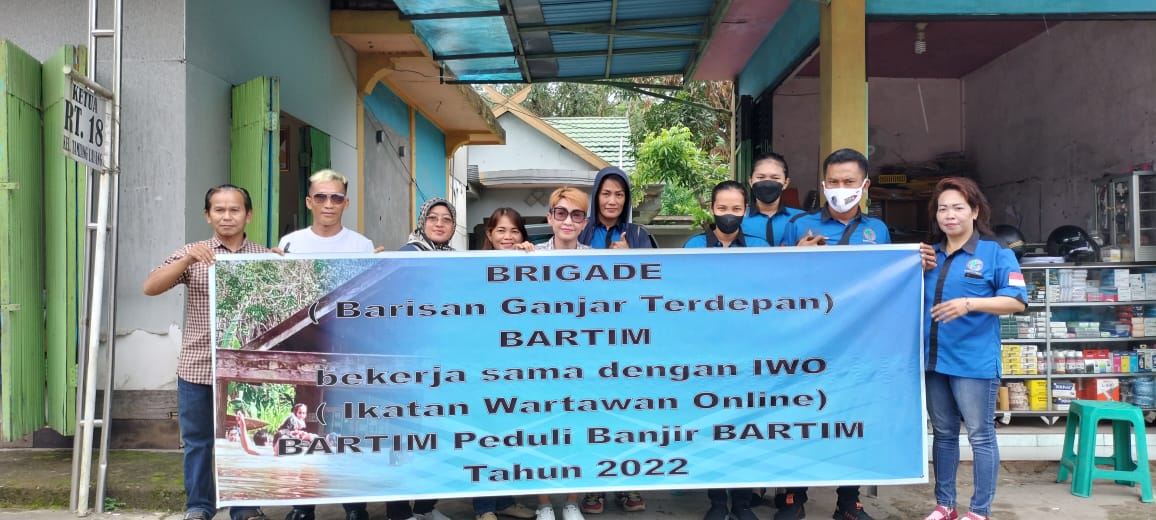 KETUA
RT. 18
BRIGADE
( Barisan Ganjar Terdepan)
BARTIM
bekerja sama dengan IWO
( Ikatan Wartawan Online)
BARTIM Peduli Banjir BARTIM
Tahun 2022